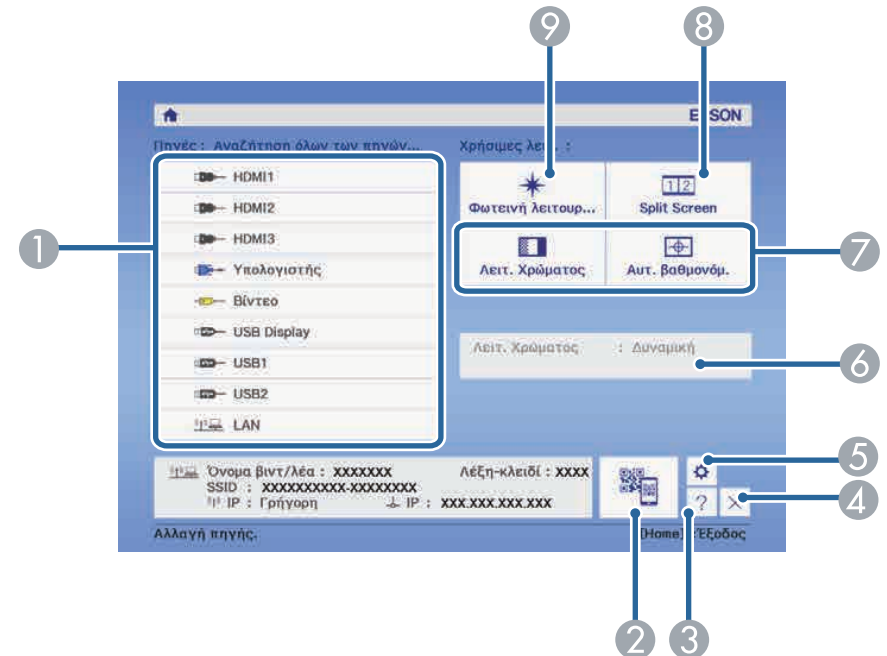 9 8
EPSON
Πηγές : Αναζήτηση όλων των πηγών...
Χρήσιμες λειτ. :
HDMI1
HDMI2
HDMI3
Υπολογιστής
Βίντεο
USB Display
USB1
USB2
LAN
1
Φωτεινή λειτουρ...
1 2
Split Screen
Λειτ. Χρώματος
Αυτ. βαθμονόμ.
7
Λειτ. Χρώματος : Δυναμική
6
Όνομα βιντ/λέα : XXXXXXX Λέξη-κλειδί : XXXX
SSID : XXXXXXXXXX-XXXXXXXX
IP : Γρήγορη IP : XXX.XXX.XXX.XXX
5
? 4
Αλλαγή πηγής.
[Home] :Έξοδος
2 3